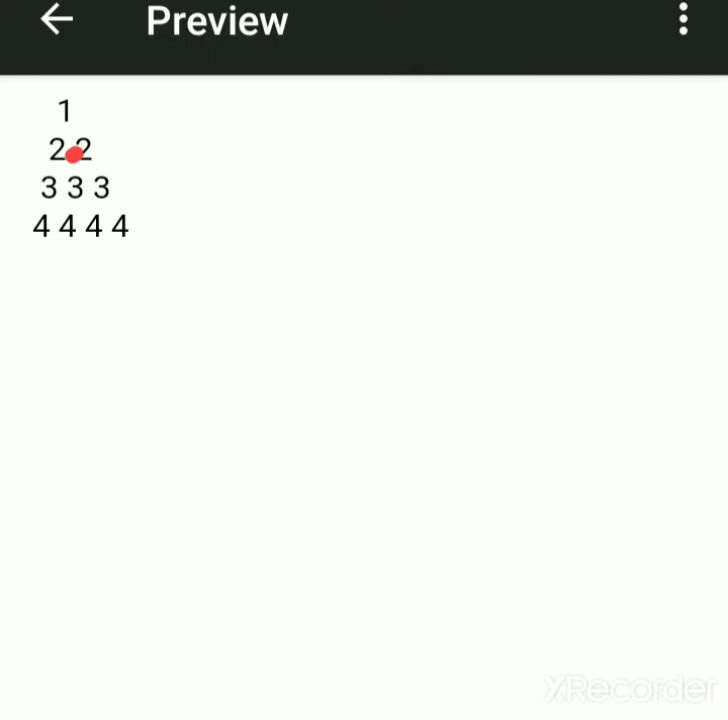 Preview
1
2 2
3 3 3
4 4 4 4
XRecorder